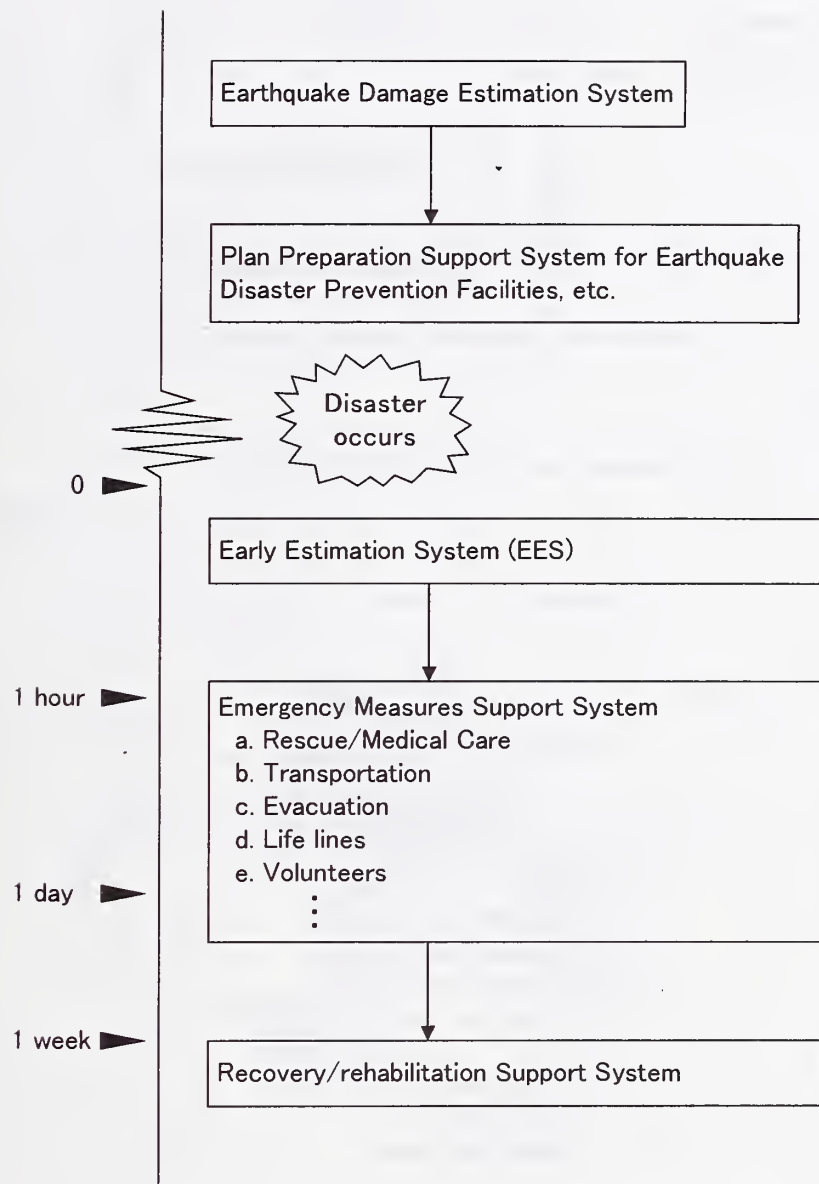 Earthquake Damage Estimation System
Plan Preparation Support System for Earthquake
Disaster Prevention Facilities, etc.
Disaster
occurs
0
Early Estimation System (EES)
1 hour
Emergency Measures Support System
a. Rescue/Medical Care
b. Transportation
c. Evacuation
d. Life lines
e. Volunteers
1 day
1 week
Recovery/rehabilitation Support System